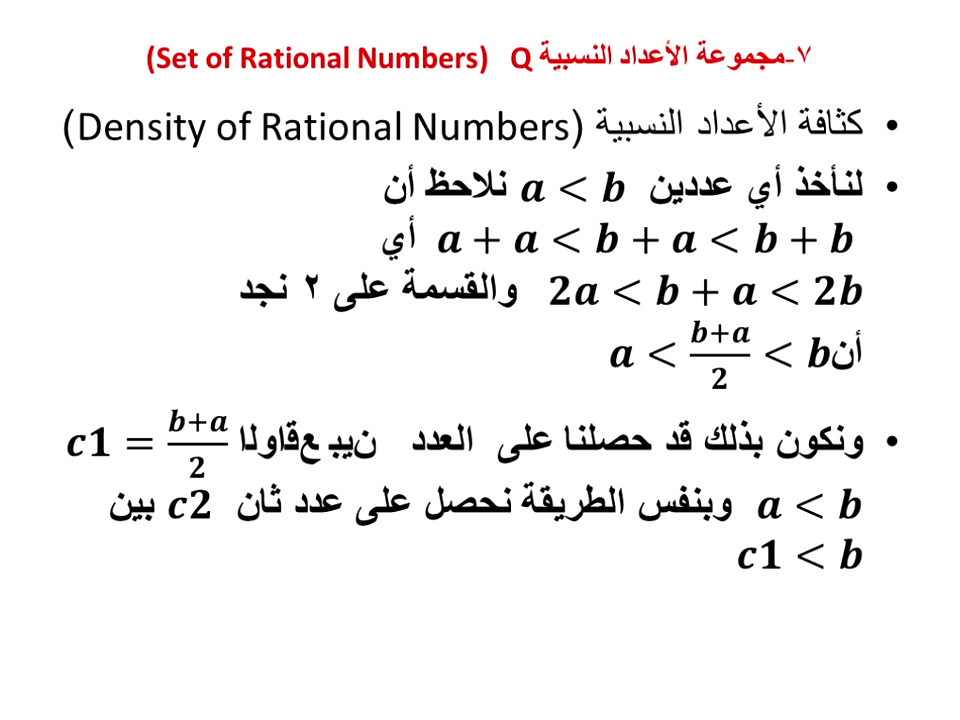 ٧-مجموعة الأعداد النسبية Q (Set of Rational Numbers)
• كثافة الأعداد النسبية (Density of Rational Numbers)
• لنأخذ أي عددين a < b نلاحظ أن
a + a < b + a < b + b أي
2a < b + a < 2b والقسمة على ٢ نجد
أن a < \frac{b+a}{2} < b
• ونكون بذلك قد حصلنا على العدد c1 = \frac{b+a}{2} الواقع بين
a < b وبنفس الطريقة نحصل على عدد ثان c2 بين
c1 < b